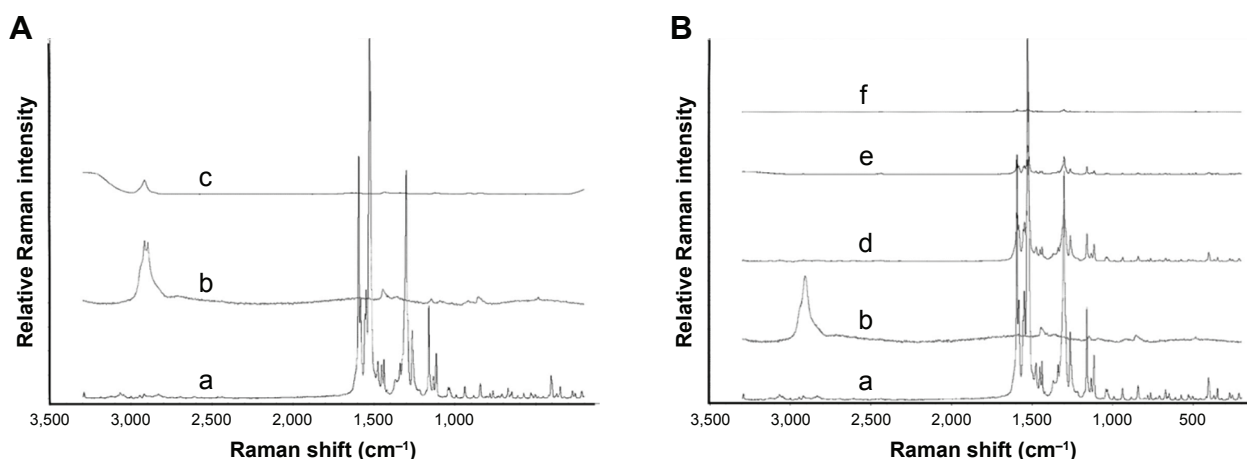 A
Relative Raman intensity
c
b
a
3,500 3,000 2,500 2,000 1,500 1,000
Raman shift (cm⁻¹)
B
Relative Raman intensity
f
e
d
b
a
3,500 3,000 2,500 2,000 1,500 1,000 500
Raman shift (cm⁻¹)